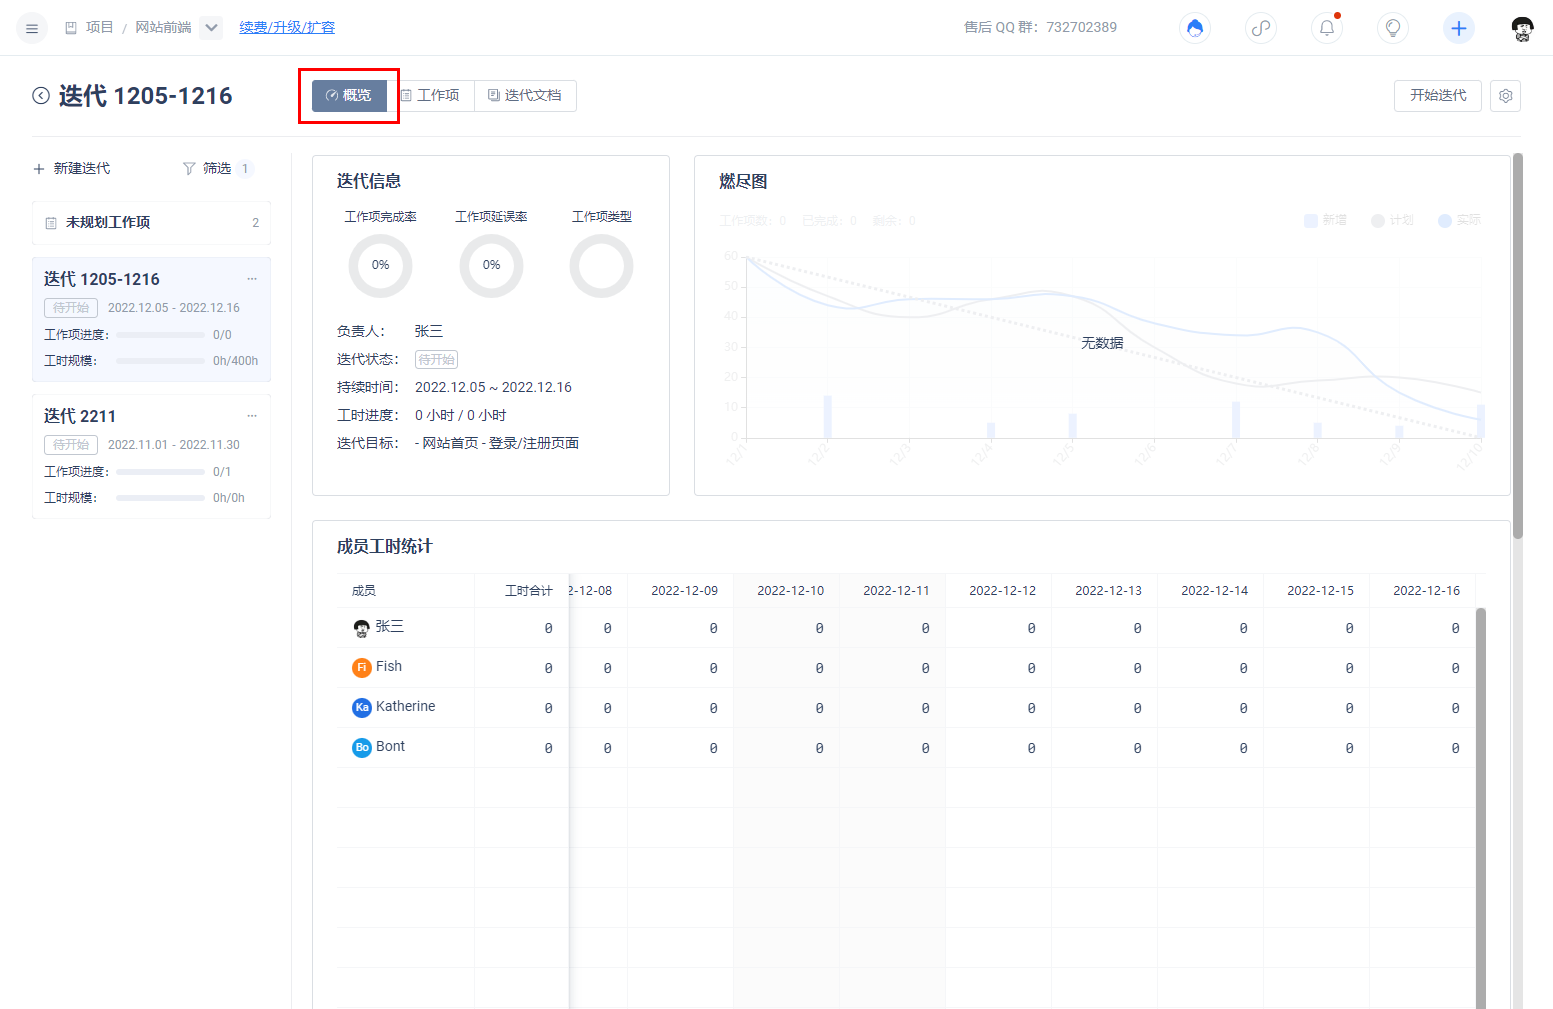 项目 / 网站前端 续费/升级/扩容 售后 QQ 群：732702389
迭代 1205-1216 概览 工作项 迭代文档 开始迭代
新建迭代 筛选 1
未规划工作项 2
迭代 1205-1216
待开始 2022.12.05 - 2022.12.16
工作项进度： 0/0
工时规模： 0h/400h
迭代 2211
待开始 2022.11.01 - 2022.11.30
工作项进度： 0/1
工时规模： 0h/0h
迭代信息
工作项完成率 工作项延误率 工作项类型
0% 0%
负责人： 张三
迭代状态： 待开始
持续时间： 2022.12.05 ~ 2022.12.16
工时进度： 0 小时 / 0 小时
迭代目标： - 网站首页 - 登录/注册页面
燃尽图
工作项数：0 已完成：0 剩余：0 新增 计划 实际
60
50
40
30
20
10
0
无数据
12/1 12/2 12/3 12/4 12/5 12/6 12/7 12/8 12/9 12/10
成员工时统计
成员 工时合计 2-12-08 2022-12-09 2022-12-10 2022-12-11 2022-12-12 2022-12-13 2022-12-14 2022-12-15 2022-12-16
张三 0 0 0 0 0 0 0 0 0 0
Fi Fish 0 0 0 0 0 0 0 0 0 0
Ka Katherine 0 0 0 0 0 0 0 0 0 0
Bo Bont 0 0 0 0 0 0 0 0 0 0